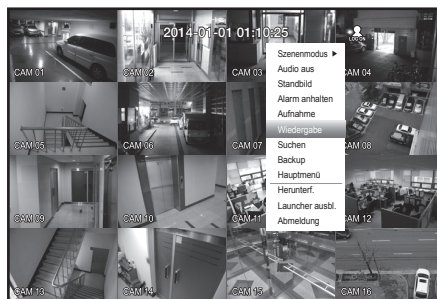 2014-01-01 01:10:25
LOG ON
CAM 01
CAM 02
CAM 03
CAM 04
Szenenmodus ▶
Audio aus
Standbild
Alarm anhalten
Aufnahme
Wiedergabe
Suchen
Backup
Hauptmenü
Herunterf.
Launcher ausbl.
Abmeldung
CAM 05
CAM 06
CAM 07
CAM 08
CAM 09
CAM 10
CAM 11
CAM 12
CAM 13
CAM 14
CAM 15
CAM 16